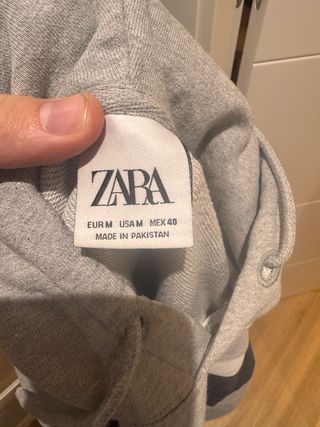 ZARA
EUR M USA M MEX 40
MADE IN PAKISTAN